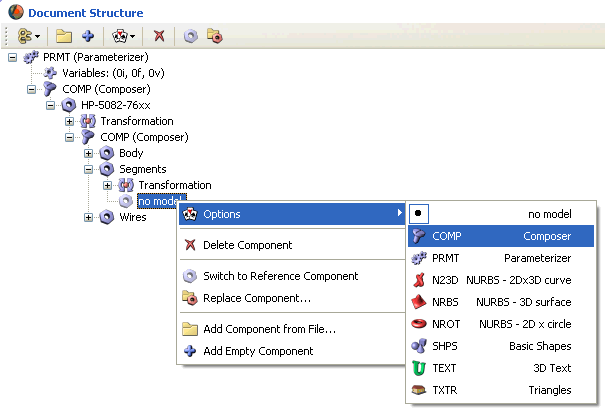 Document Structure
PRMT (Parameterizer)
Variables: (0i, 0f, 0v)
COMP (Composer)
HP-5082-76xx
Transformation
COMP (Composer)
Body
Segments
Transformation
no model
Wires
Options
Delete Component
Switch to Reference Component
Replace Component...
Add Component from File...
Add Empty Component
no model
COMP Composer
PRMT Parameterizer
N23D NURBS - 2Dx3D curve
NRBS NURBS - 3D surface
NROT NURBS - 2D x circle
SHPS Basic Shapes
TEXT 3D Text
TXTR Triangles